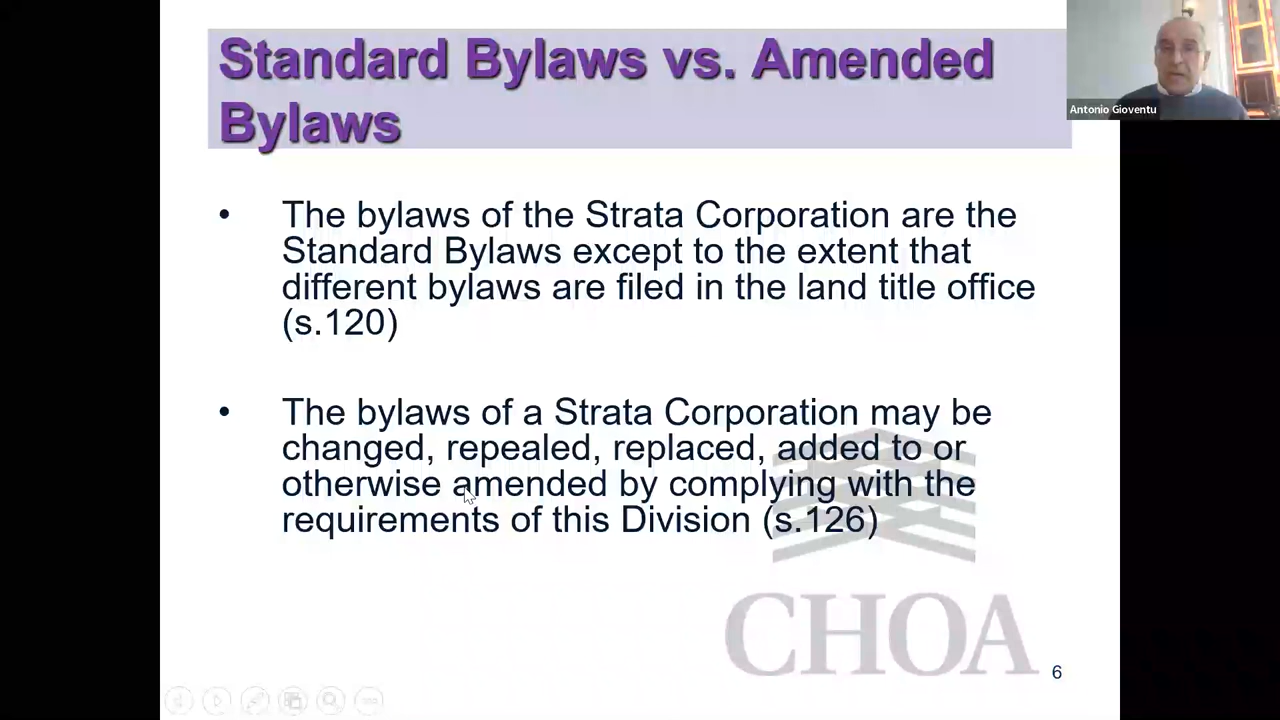 Standard Bylaws vs. Amended
Bylaws
Antonio Gioventu
• The bylaws of the Strata Corporation are the
Standard Bylaws except to the extent that
different bylaws are filed in the land title office
(s.120)
• The bylaws of a Strata Corporation may be
changed, repealed, replaced, added to or
otherwise amended by complying with the
requirements of this Division (s.126)
CHOA
6